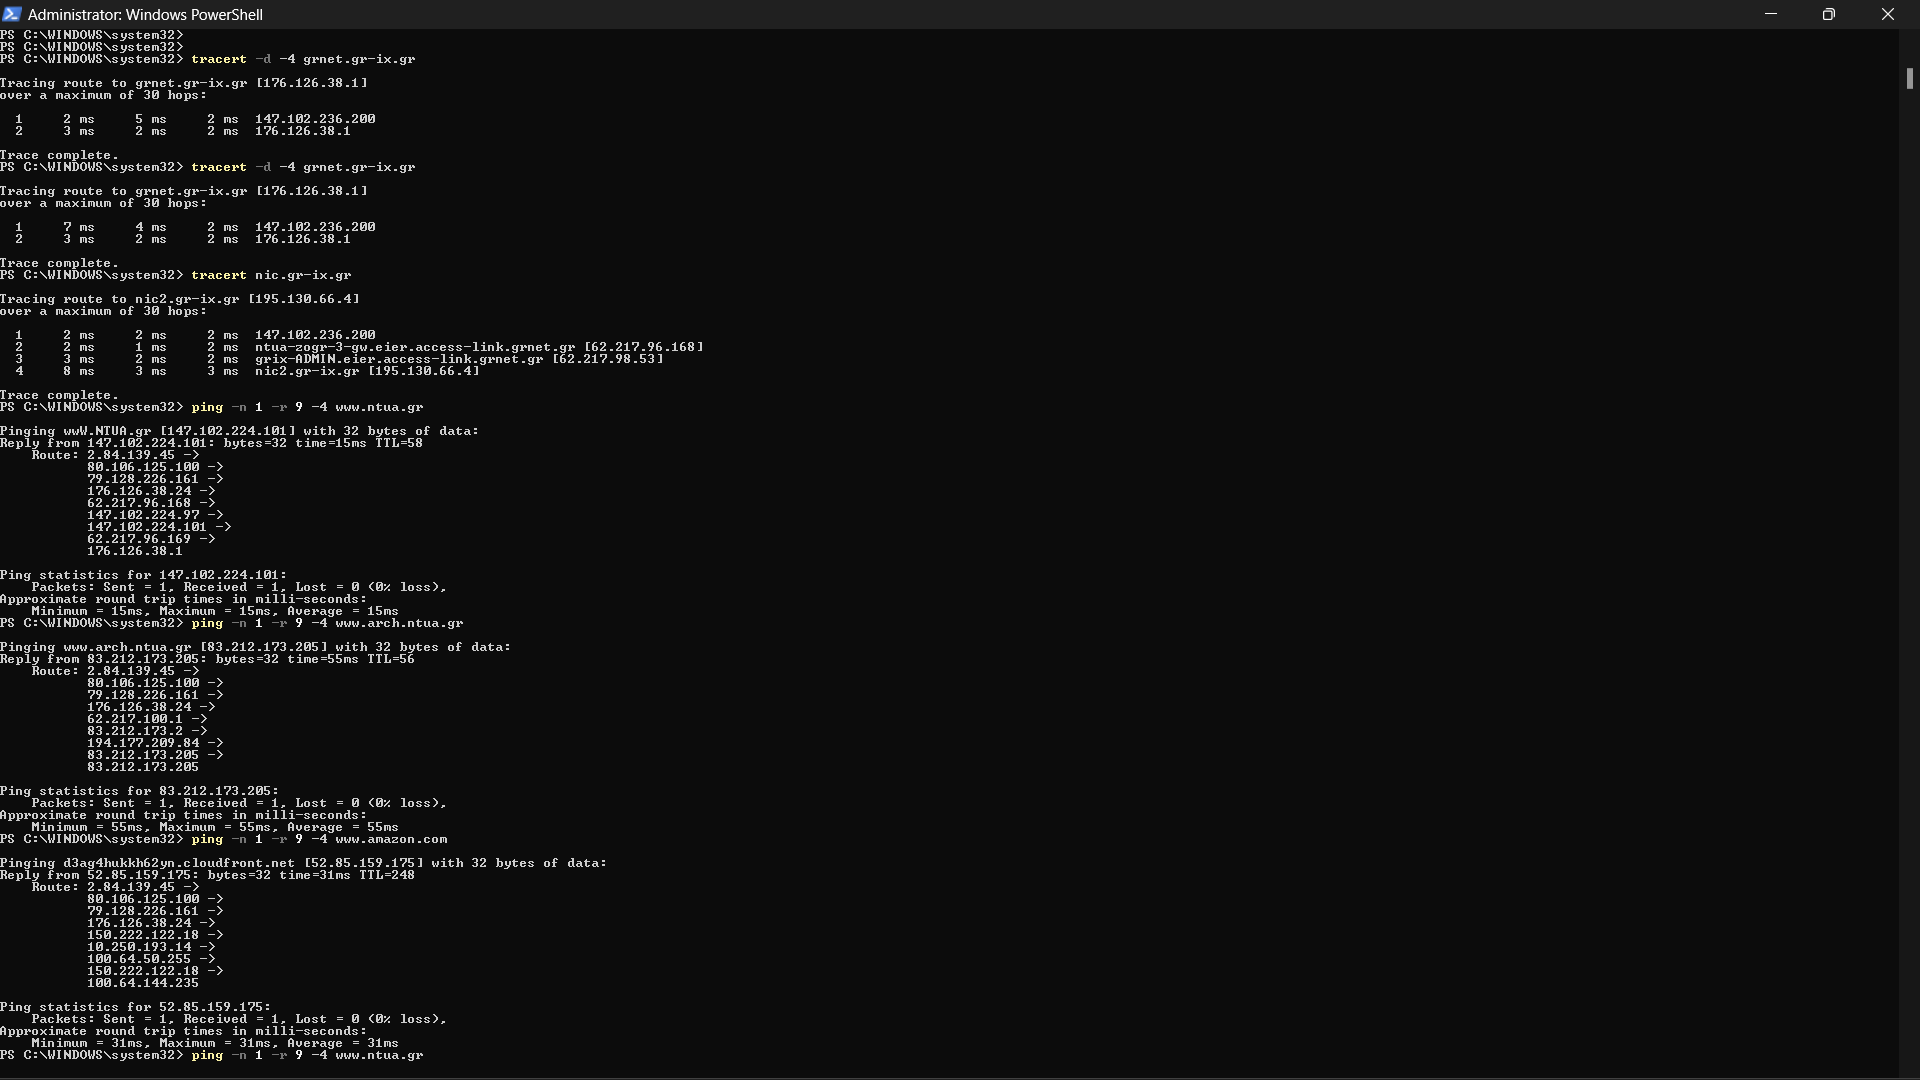 Administrator: Windows PowerShell
PS C:\WINDOWS\system32>
PS C:\WINDOWS\system32>
PS C:\WINDOWS\system32> tracert -d -4 grnet.gr-ix.gr
Tracing route to grnet.gr-ix.gr [176.126.38.1]
over a maximum of 30 hops:
1 2 ms 5 ms 2 ms 147.102.236.200
2 3 ms 2 ms 2 ms 176.126.38.1
Trace complete.
PS C:\WINDOWS\system32> tracert -d -4 grnet.gr-ix.gr
Tracing route to grnet.gr-ix.gr [176.126.38.1]
over a maximum of 30 hops:
1 7 ms 4 ms 2 ms 147.102.236.200
2 3 ms 2 ms 2 ms 176.126.38.1
Trace complete.
PS C:\WINDOWS\system32> tracert nic.gr-ix.gr
Tracing route to nic2.gr-ix.gr [195.130.66.4]
over a maximum of 30 hops:
1 2 ms 2 ms 2 ms 147.102.236.200
2 2 ms 1 ms 2 ms ntua-zogr-3-gw.eier.access-link.grnet.gr [62.217.96.168]
3 3 ms 2 ms 2 ms grix-ADMIN.eier.access-link.grnet.gr [62.217.98.53]
4 8 ms 3 ms 3 ms nic2.gr-ix.gr [195.130.66.4]
Trace complete.
PS C:\WINDOWS\system32> ping -n 1 -r 9 -4 www.ntua.gr
Pinging wwW.NTUA.gr [147.102.224.101] with 32 bytes of data:
Reply from 147.102.224.101: bytes=32 time=15ms TTL=58
Route: 2.84.139.45 ->
80.106.125.100 ->
79.128.226.161 ->
176.126.38.24 ->
62.217.96.168 ->
147.102.224.97 ->
147.102.224.101 ->
62.217.96.169 ->
176.126.38.1
Ping statistics for 147.102.224.101:
Packets: Sent = 1, Received = 1, Lost = 0 (0% loss),
Approximate round trip times in milli-seconds:
Minimum = 15ms, Maximum = 15ms, Average = 15ms
PS C:\WINDOWS\system32> ping -n 1 -r 9 -4 www.arch.ntua.gr
Pinging www.arch.ntua.gr [83.212.173.205] with 32 bytes of data:
Reply from 83.212.173.205: bytes=32 time=55ms TTL=56
Route: 2.84.139.45 ->
80.106.125.100 ->
79.128.226.161 ->
176.126.38.24 ->
62.217.100.1 ->
83.212.173.2 ->
194.177.209.84 ->
83.212.173.205 ->
83.212.173.205
Ping statistics for 83.212.173.205:
Packets: Sent = 1, Received = 1, Lost = 0 (0% loss),
Approximate round trip times in milli-seconds:
Minimum = 55ms, Maximum = 55ms, Average = 55ms
PS C:\WINDOWS\system32> ping -n 1 -r 9 -4 www.amazon.com
Pinging d3ag4hukkh62yn.cloudfront.net [52.85.159.175] with 32 bytes of data:
Reply from 52.85.159.175: bytes=32 time=31ms TTL=248
Route: 2.84.139.45 ->
80.106.125.100 ->
79.128.226.161 ->
176.126.38.24 ->
150.222.122.18 ->
10.250.193.14 ->
100.64.50.255 ->
150.222.122.18 ->
100.64.144.235
Ping statistics for 52.85.159.175:
Packets: Sent = 1, Received = 1, Lost = 0 (0% loss),
Approximate round trip times in milli-seconds:
Minimum = 31ms, Maximum = 31ms, Average = 31ms
PS C:\WINDOWS\system32> ping -n 1 -r 9 -4 www.ntua.gr